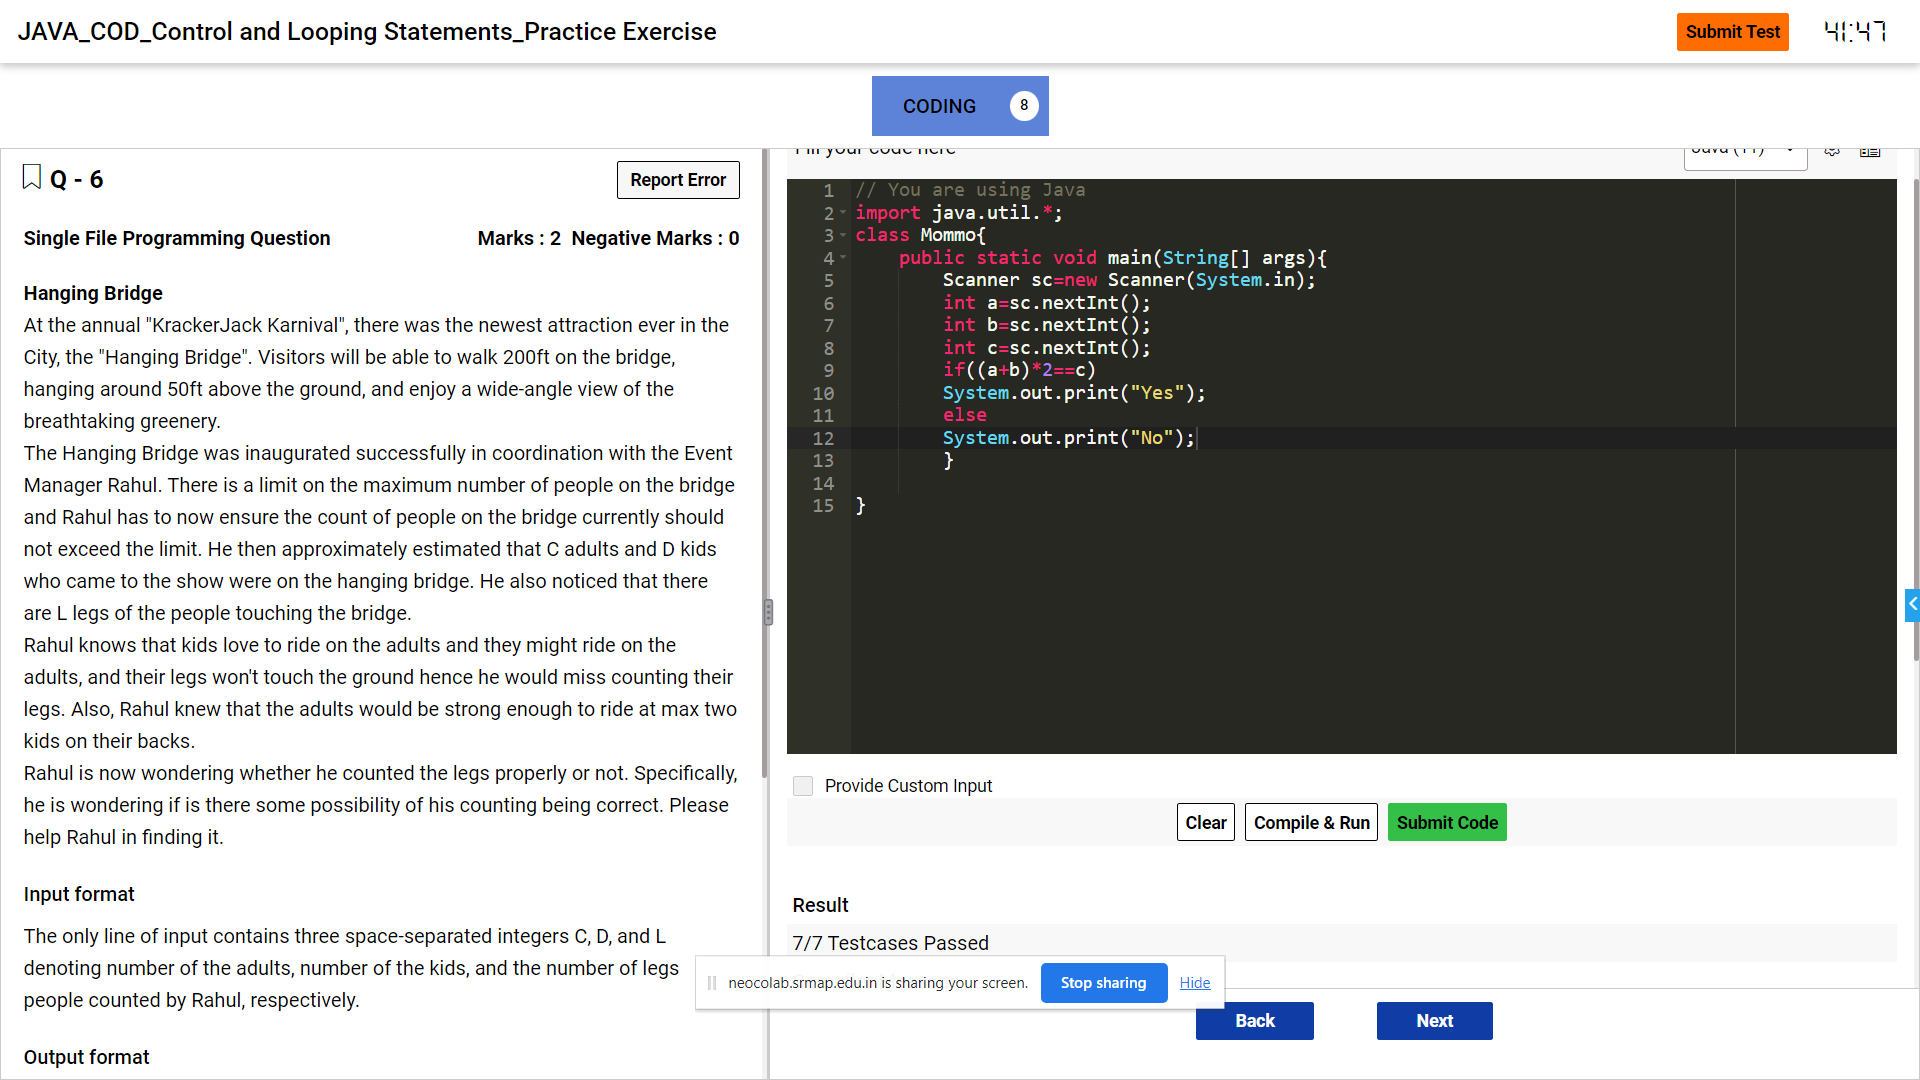 JAVA_COD_Control and Looping Statements_Practice Exercise
Submit Test
41:47
CODING
8
Q - 6
Report Error
Single File Programming Question
Marks : 2 Negative Marks : 0
Hanging Bridge
At the annual "KrackerJack Karnival", there was the newest attraction ever in the
City, the "Hanging Bridge". Visitors will be able to walk 200ft on the bridge,
hanging around 50ft above the ground, and enjoy a wide-angle view of the
breathtaking greenery.
The Hanging Bridge was inaugurated successfully in coordination with the Event
Manager Rahul. There is a limit on the maximum number of people on the bridge
and Rahul has to now ensure the count of people on the bridge currently should
not exceed the limit. He then approximately estimated that C adults and D kids
who came to the show were on the hanging bridge. He also noticed that there
are L legs of the people touching the bridge.
Rahul knows that kids love to ride on the adults and they might ride on the
adults, and their legs won't touch the ground hence he would miss counting their
legs. Also, Rahul knew that the adults would be strong enough to ride at max two
kids on their backs.
Rahul is now wondering whether he counted the legs properly or not. Specifically,
he is wondering if is there some possibility of his counting being correct. Please
help Rahul in finding it.
Input format
The only line of input contains three space-separated integers C, D, and L
denoting number of the adults, number of the kids, and the number of legs
people counted by Rahul, respectively.
Output format
Fill your code here
Java (11)
1 // You are using Java
2 import java.util.*;
3 class Mommo{
4 public static void main(String[] args){
5 Scanner sc=new Scanner(System.in);
6 int a=sc.nextInt();
7 int b=sc.nextInt();
8 int c=sc.nextInt();
9 if((a+b)*2==c)
10 System.out.print("Yes");
11 else
12 System.out.print("No");
13 }
14
15 }
Provide Custom Input
Clear
Compile & Run
Submit Code
Result
7/7 Testcases Passed
neocolab.srmap.edu.in is sharing your screen.
Stop sharing
Hide
Back
Next